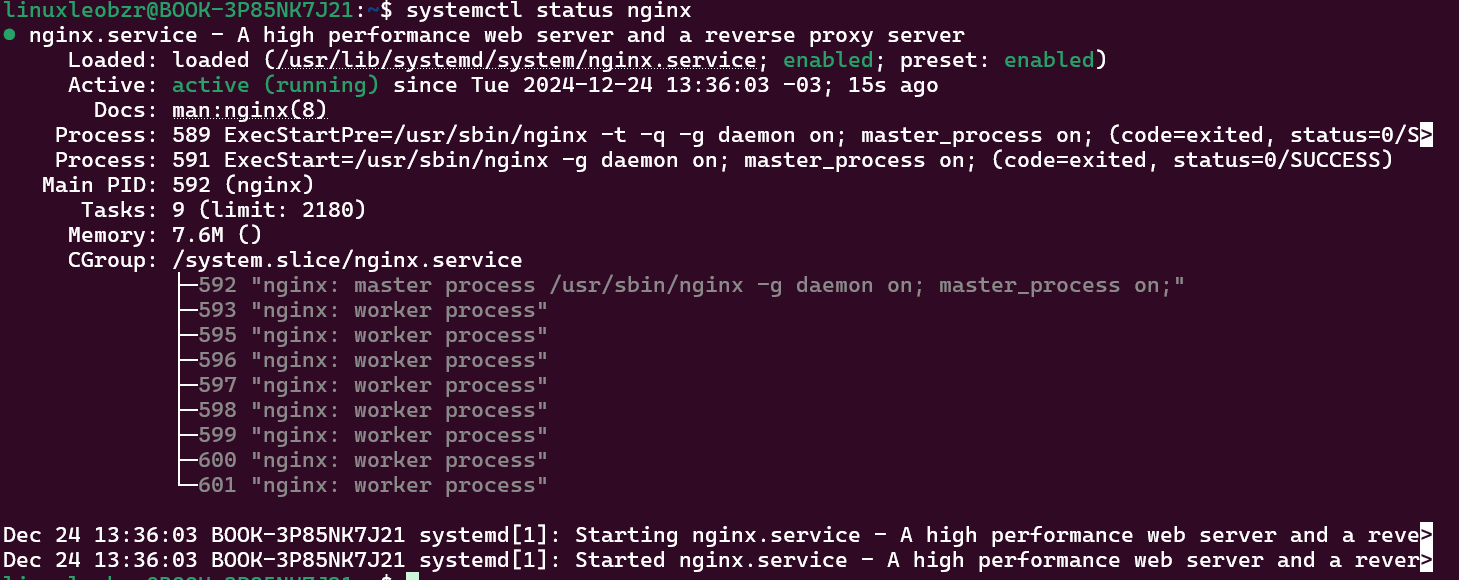 linuxleobzr@BOOK-3P85NK7J21:~$ systemctl status nginx
● nginx.service - A high performance web server and a reverse proxy server
Loaded: loaded (/usr/lib/systemd/system/nginx.service; enabled; preset: enabled)
Active: active (running) since Tue 2024-12-24 13:36:03 -03; 15s ago
Docs: man:nginx(8)
Process: 589 ExecStartPre=/usr/sbin/nginx -t -q -g daemon on; master_process on; (code=exited, status=0/S>
Process: 591 ExecStart=/usr/sbin/nginx -g daemon on; master_process on; (code=exited, status=0/SUCCESS)
Main PID: 592 (nginx)
Tasks: 9 (limit: 2180)
Memory: 7.6M ()
CGroup: /system.slice/nginx.service
├─592 "nginx: master process /usr/sbin/nginx -g daemon on; master_process on;"
├─593 "nginx: worker process"
├─595 "nginx: worker process"
├─596 "nginx: worker process"
├─597 "nginx: worker process"
├─598 "nginx: worker process"
├─599 "nginx: worker process"
├─600 "nginx: worker process"
└─601 "nginx: worker process"
Dec 24 13:36:03 BOOK-3P85NK7J21 systemd[1]: Starting nginx.service - A high performance web server and a reve>
Dec 24 13:36:03 BOOK-3P85NK7J21 systemd[1]: Started nginx.service - A high performance web server and a rever>